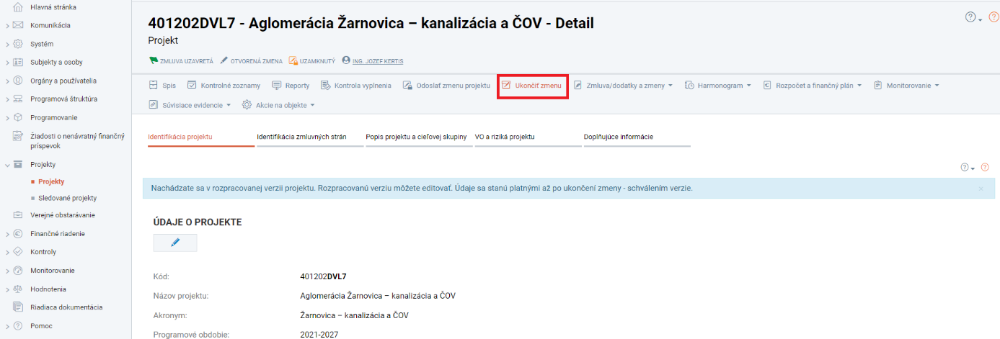 Hlavná stránka
Komunikácia
Systém
Subjekty a osoby
Orgány a používatelia
Programová štruktúra
Programovanie
Žiadosti o nenávratný finančný
príspevok
Projekty
Projekty
Sledované projekty
Verejné obstarávanie
Finančné riadenie
Kontroly
Monitorovanie
Hodnotenia
Riadiaca dokumentácia
Pomoc
401202DVL7 - Aglomerácia Žarnovica – kanalizácia a ČOV - Detail
Projekt
ZMLUVA UZAVRETÁ OTVORENÁ ZMENA UZAMKNUTÝ ING. JOZEF KERTIS
Spis Kontrolné zoznamy Reporty Kontrola vyplnenia Odoslať zmenu projektu Ukončiť zmenu Zmluva/dodatky a zmeny Harmonogram Rozpočet a finančný plán Monitorovanie
Súvisiace evidencie Akcie na objekte
Identifikácia projektu Identifikácia zmluvných strán Popis projektu a cieľovej skupiny VO a riziká projektu Doplňujúce informácie
Nachádzate sa v rozpracovanej verzii projektu. Rozpracovanú verziu môžete editovať. Údaje sa stanú platnými až po ukončení zmeny - schválením verzie.
ÚDAJE O PROJEKTE
Kód: 401202DVL7
Názov projektu: Aglomerácia Žarnovica – kanalizácia a ČOV
Akronym: Žarnovica – kanalizácia a ČOV
Programové obdobie: 2021-2027